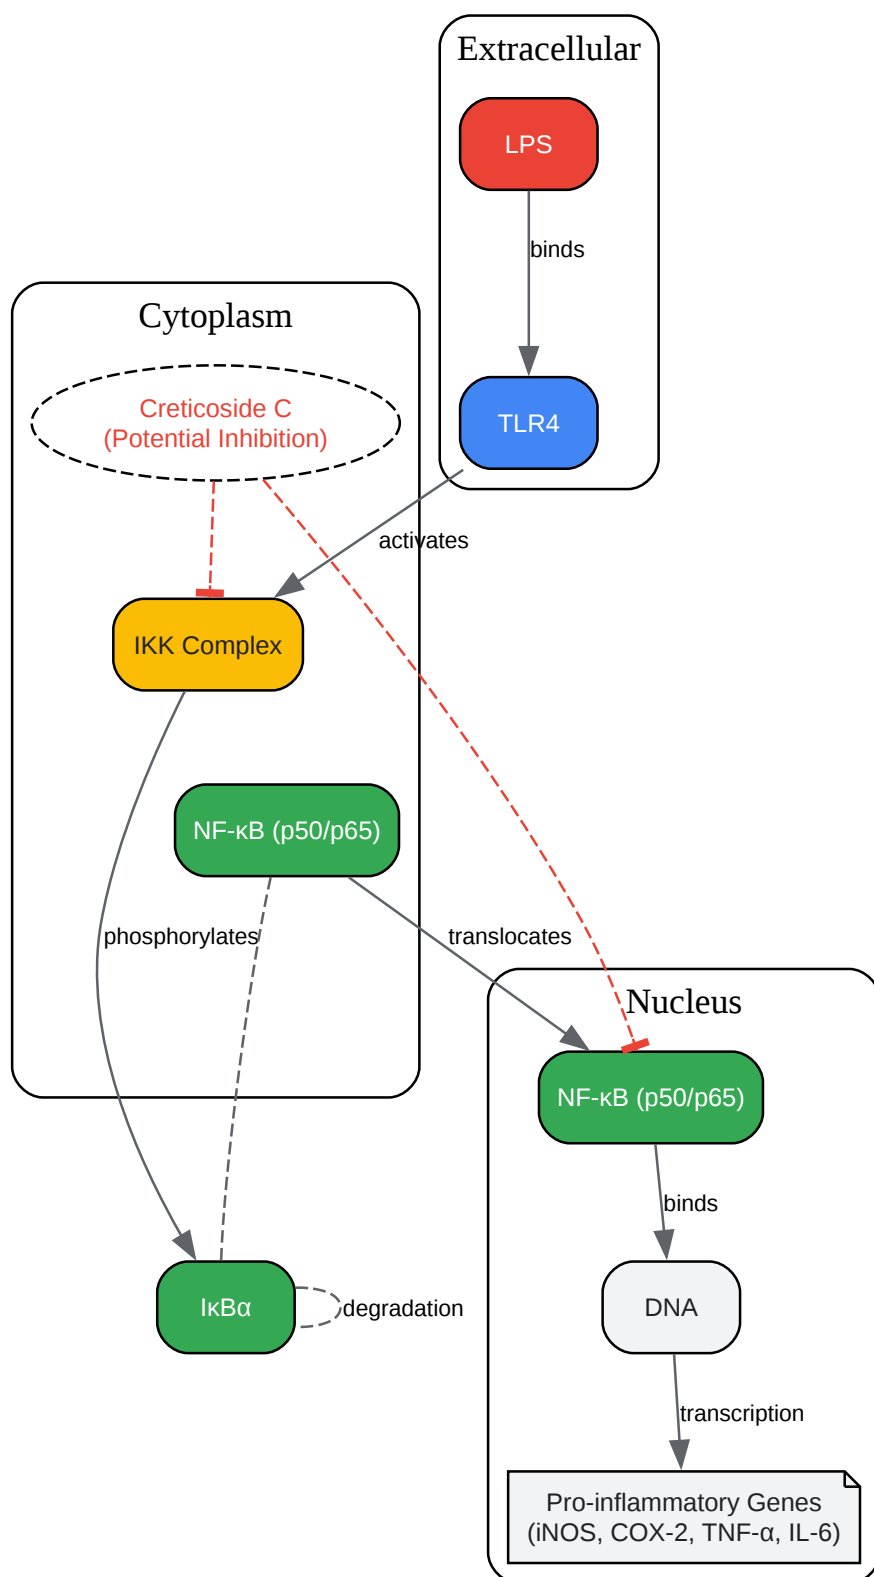 Extracellular
LPS
binds
Cytoplasm
Creticoside C
(Potential Inhibition)
TLR4
activates
IKK Complex
NF-κB (p50/p65)
phosphorylates
translocates
Nucleus
NF-κB (p50/p65)
binds
IκBα
degradation
DNA
transcription
Pro-inflammatory Genes
(iNOS, COX-2, TNF-α, IL-6)